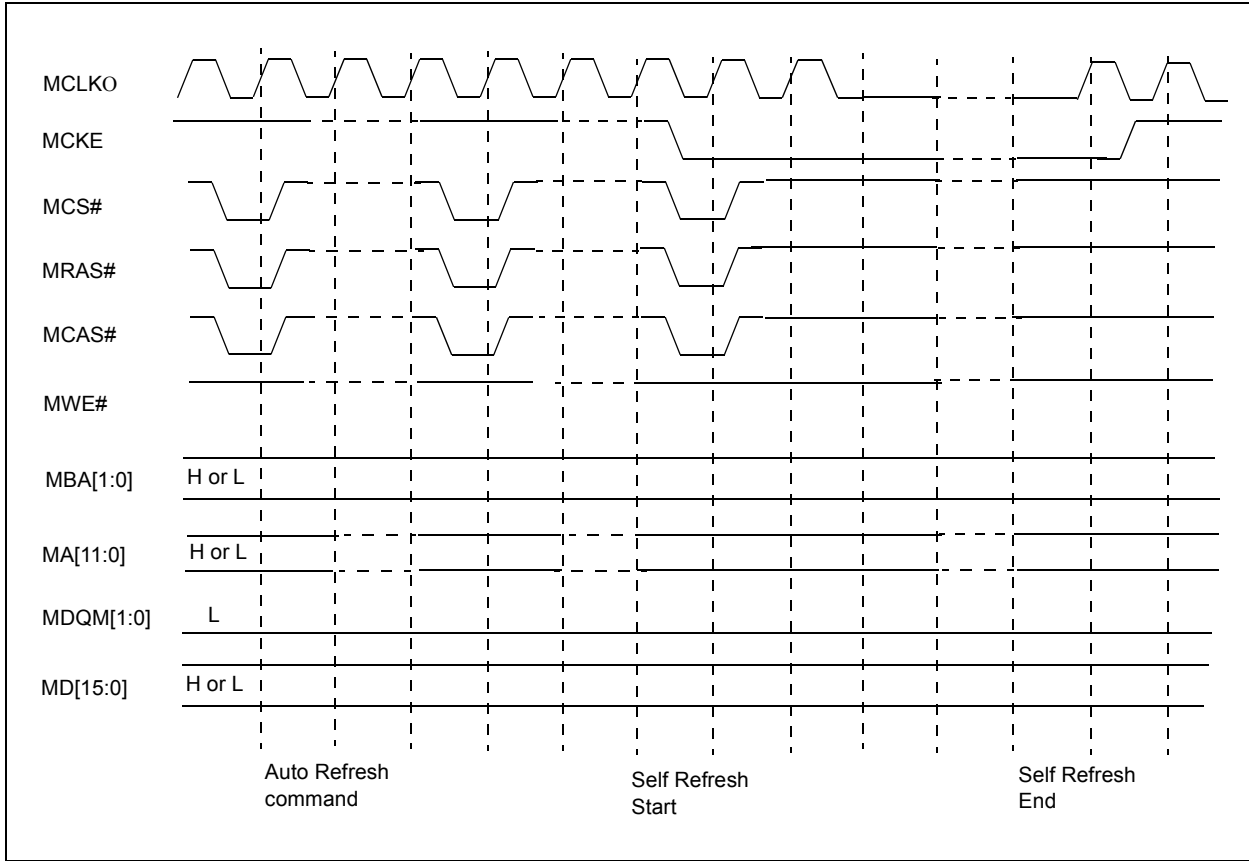 MCLKO
MCKE
MCS#
MRAS#
MCAS#
MWE#
MBA[1:0] H or L
MA[11:0] H or L
MDQM[1:0] L
MD[15:0] H or L
Auto Refresh
command
Self Refresh
Start
Self Refresh
End